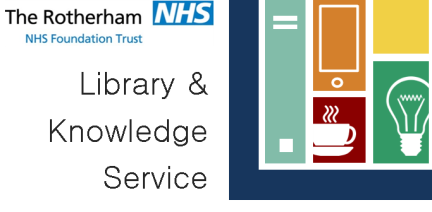 The Rotherham NHS
NHS Foundation Trust
Library &
Knowledge
Service